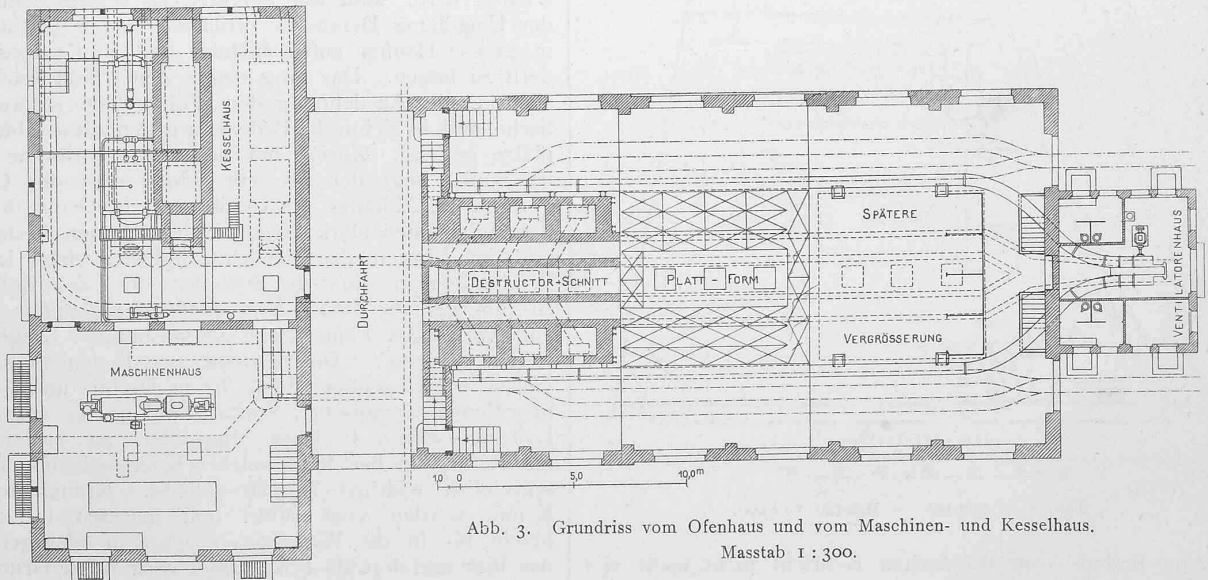 KESSELHAUS
DURCHFAHRT
DESTRUCTOR-SCHNITT
PLATT-FORM
SPÄTERE
VERGRÖSSERUNG
VENTILATORENHAUS
MASCHINENHAUS
1,0 0 5,0 10,0m
Abb. 3. Grundriss vom Ofenhaus und vom Maschinen- und Kesselhaus.
Masstab 1 : 300.